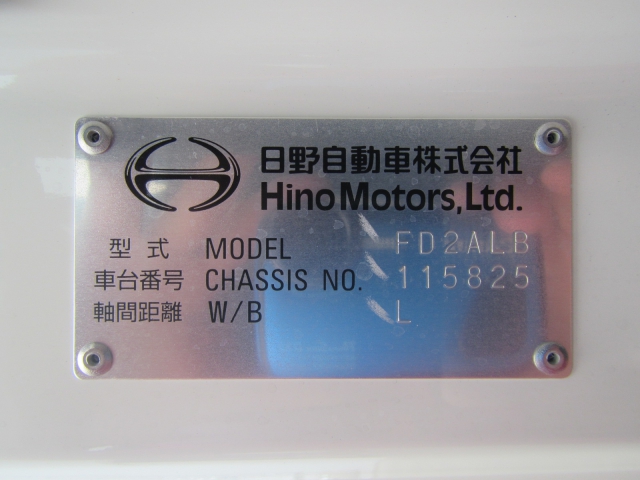 日野自動車株式会社
Hino Motors,Ltd.
型式 MODEL FD2ALB
車台番号 CHASSIS NO. 115825
軸間距離 W/B L